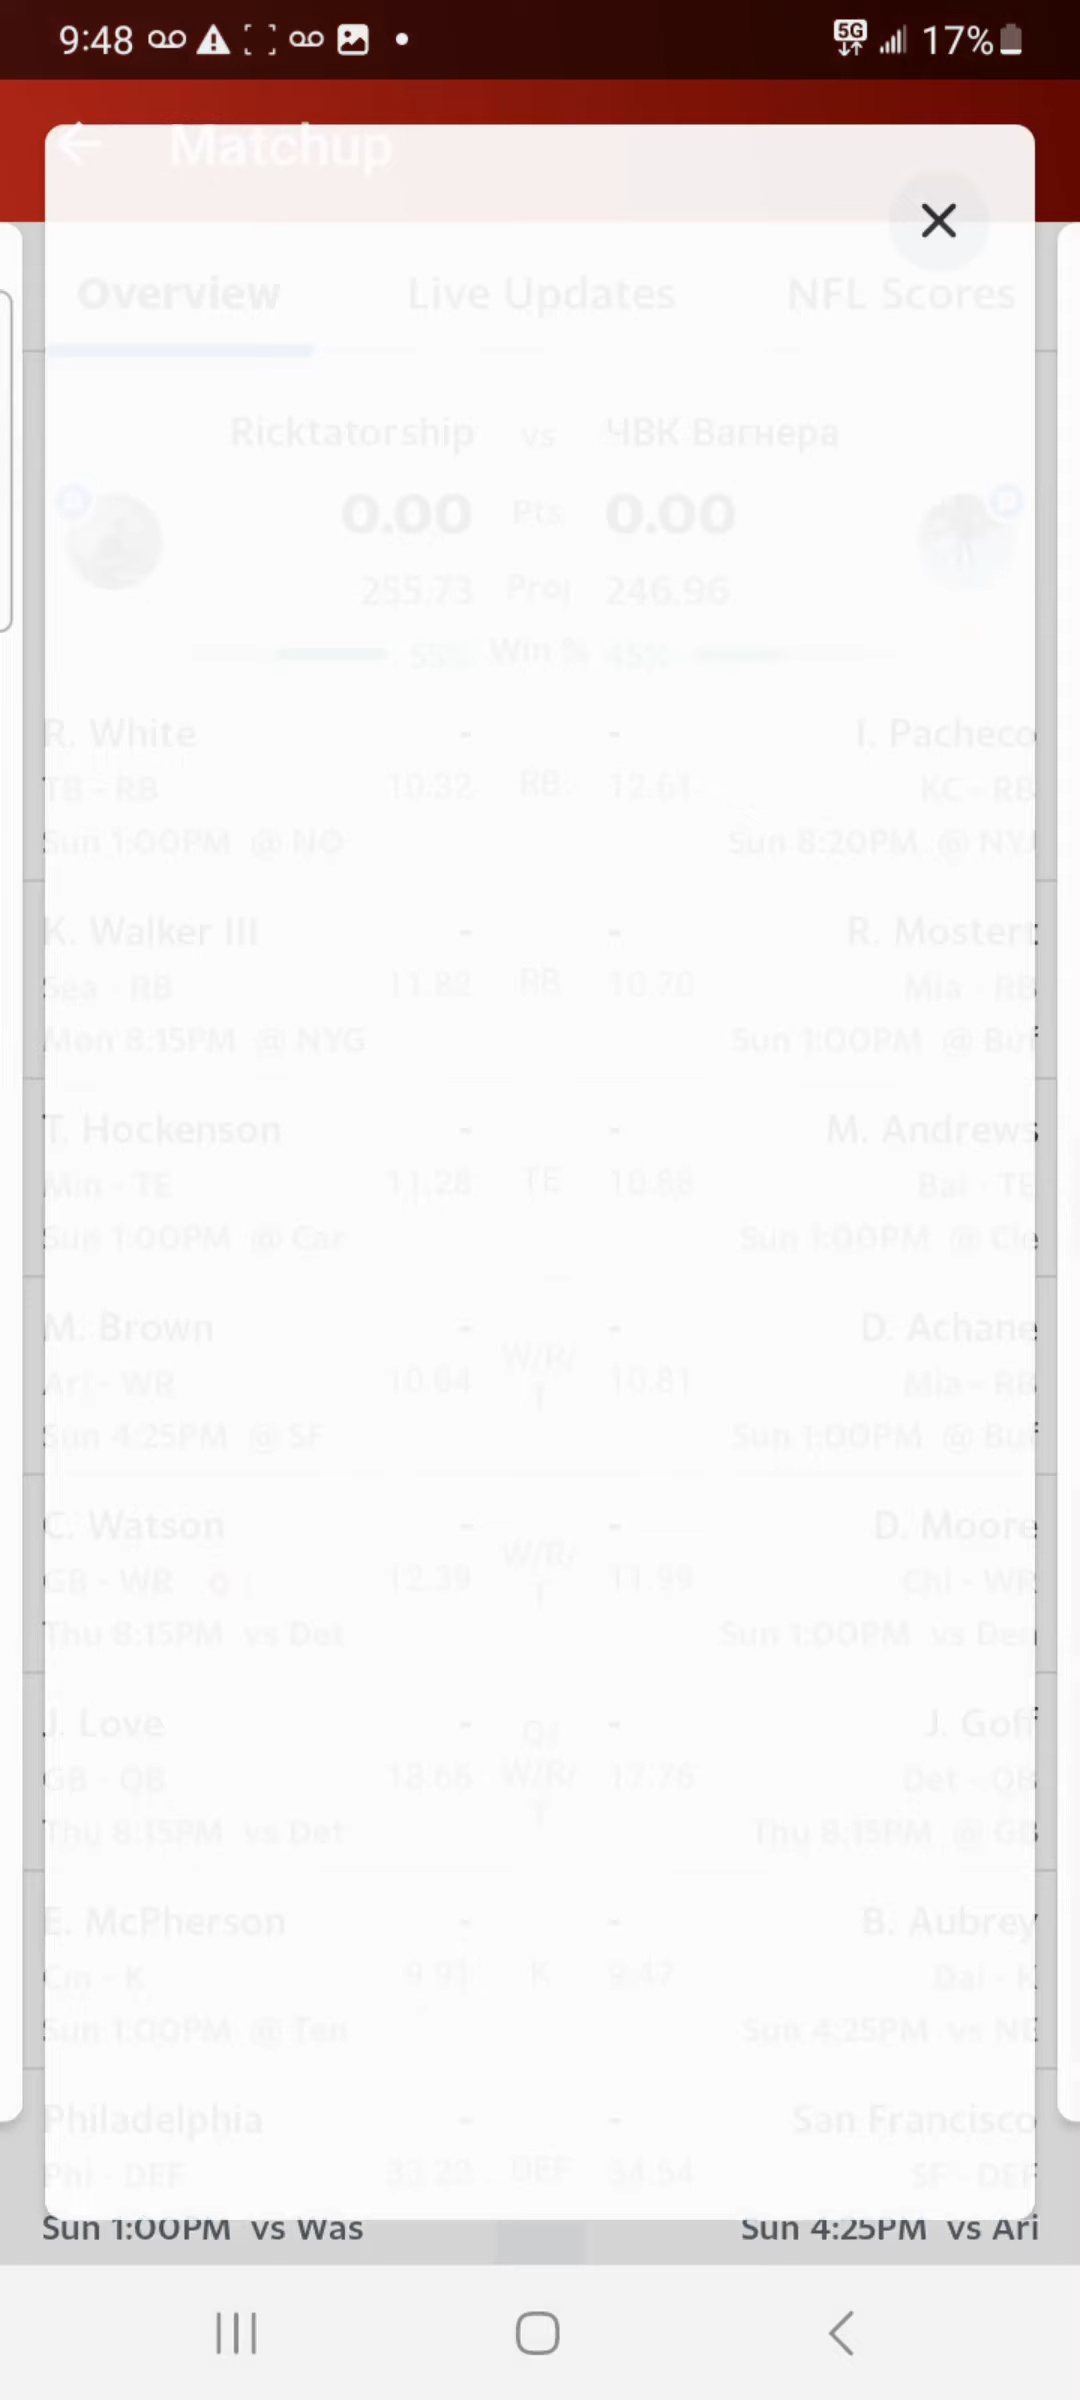 9:48 5G 17%
Matchup
Overview Live Updates NFL Scores
Ricktatorship vs ЧВК Вагнера
0.00 Pts 0.00
255.73 Proj 246.96
55% Win % 45%
R. White - - I. Pacheco
TB - RB 10.32 RB 12.61 KC - RB
Sun 1:00PM @ NO Sun 8:20PM @ NYJ
K. Walker III - - R. Mostert
Sea - RB 11.82 RB 10.70 Mia - RB
Mon 8:15PM @ NYG Sun 1:00PM @ Buf
T. Hockenson - - M. Andrews
Min - TE 11.28 TE 10.88 Bal - TE
Sun 1:00PM @ Car Sun 1:00PM @ Cle
M. Brown - - D. Achane
Ari - WR 10.64 W/R/T 10.81 Mia - RB
Sun 4:25PM @ SF Sun 1:00PM @ Buf
C. Watson - - D. Moore
GB - WR Q 12.39 W/R/T 11.99 Chi - WR
Thu 8:15PM vs Det Sun 1:00PM vs Den
J. Love - - J. Goff
GB - QB W/R/T 17.76 Det - QB
Thu 8:15PM vs Det Thu 8:15PM @ GB
E. McPherson - - B. Aubrey
Cin - K 9.91 K 9.47 Dal - K
Sun 1:00PM @ Ten Sun 4:25PM vs NE
Philadelphia - - San Francisco
Phi - DEF DEF 34.54 SF - DEF
Sun 1:00PM vs Was Sun 4:25PM vs Ari